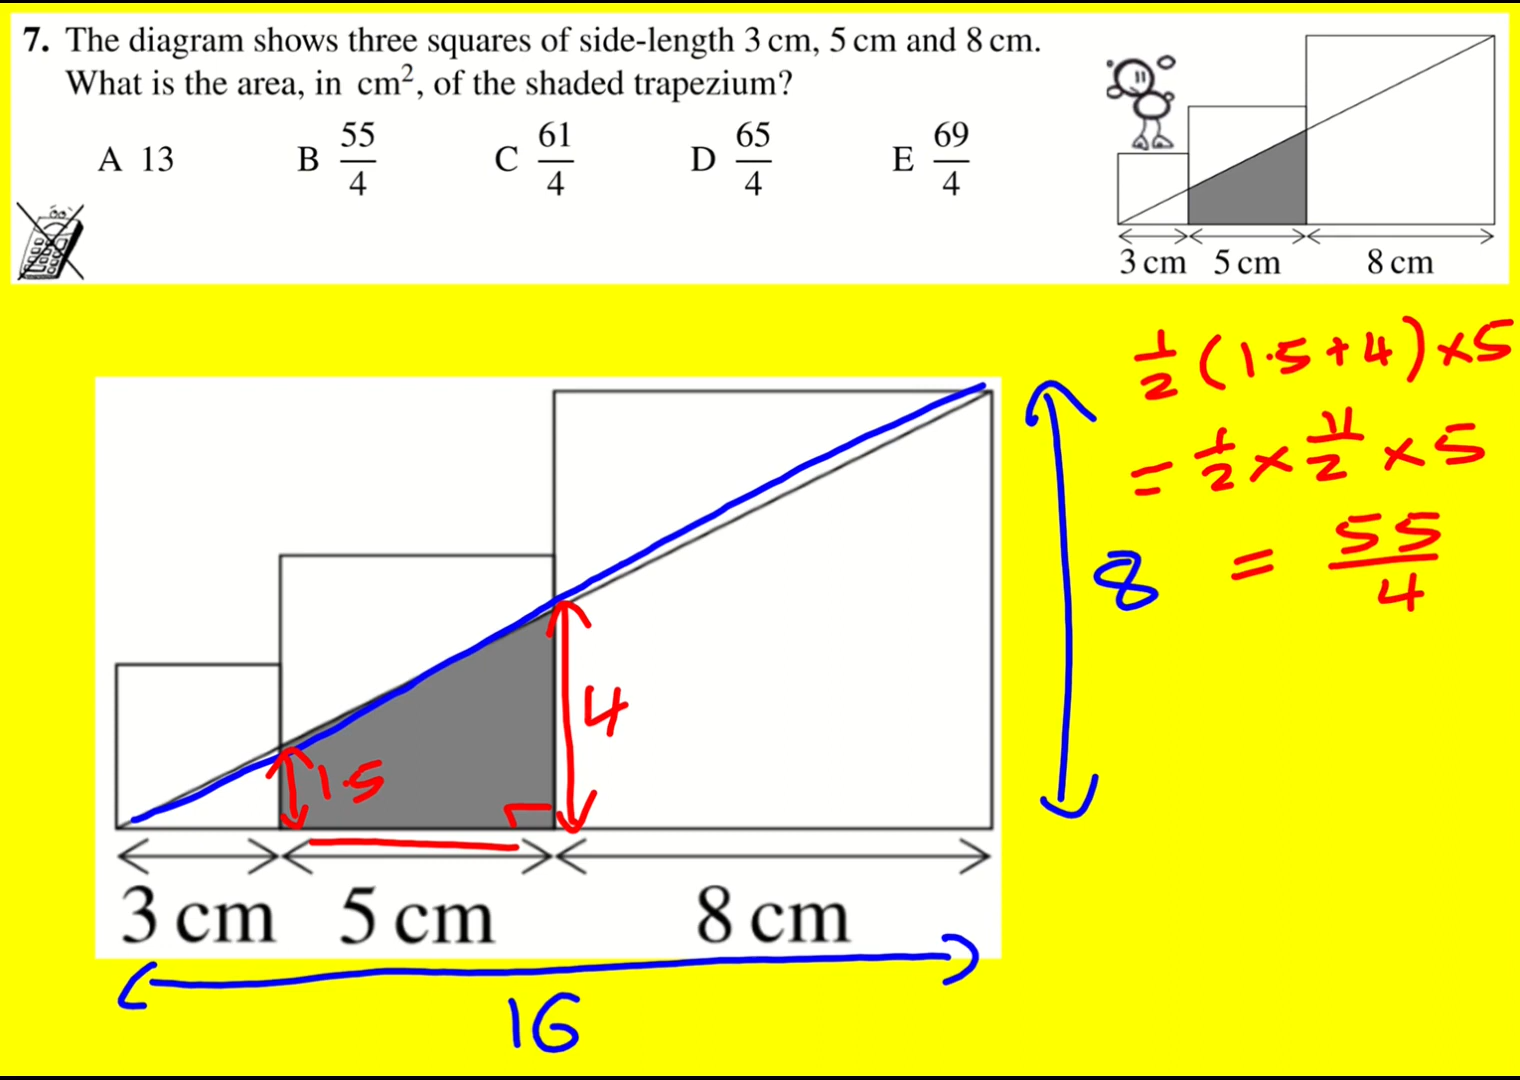 7. The diagram shows three squares of side-length 3 cm, 5 cm and 8 cm.
What is the area, in cm², of the shaded trapezium?
A 13 B 55/4 C 61/4 D 65/4 E 69/4
3 cm 5 cm 8 cm
½(1·5+4)×5
= ½ × 11/2 × 5
= 55/4
8
4
1·5
3 cm 5 cm 8 cm
16